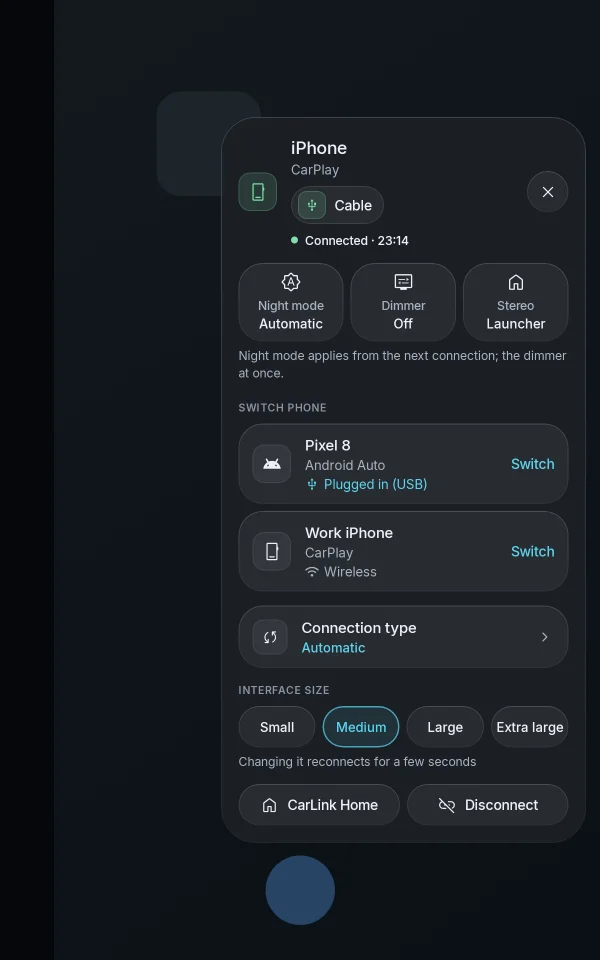 iPhone
CarPlay
Cable
Connected · 23:14
Night mode
Automatic
Dimmer
Off
Stereo
Launcher
Night mode applies from the next connection; the dimmer
at once.
SWITCH PHONE
Pixel 8
Android Auto
Plugged in (USB)
Switch
Work iPhone
CarPlay
Wireless
Switch
Connection type
Automatic
INTERFACE SIZE
Small
Medium
Large
Extra large
Changing it reconnects for a few seconds
CarLink Home
Disconnect